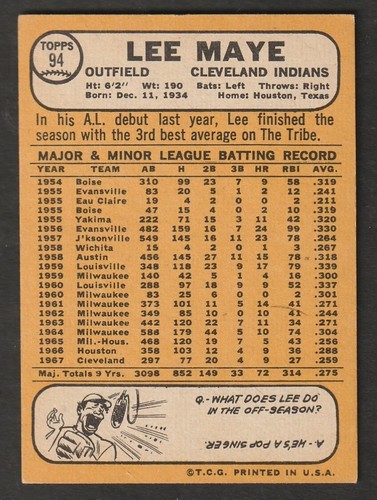 TOPPS
94
LEE MAYE
OUTFIELD CLEVELAND INDIANS
Ht: 6'2" Wt: 190 Bats: Left Throws: Right
Born: Dec. 11, 1934 Home: Houston, Texas
In his A.L. debut last year, Lee finished the
season with the 3rd best average on The Tribe.
MAJOR & MINOR LEAGUE BATTING RECORD
YEAR TEAM AB H 2B 3B HR RBI AVG.
1954 Boise 310 99 23 7 9 58 .319
1955 Evansville 83 20 5 1 2 12 .241
1955 Eau Claire 19 4 2 0 0 2 .211
1955 Boise 47 15 4 0 0 2 .319
1955 Yakima 222 71 15 3 11 42 .320
1956 Evansville 482 159 16 7 24 99 .330
1957 J'ksonville 549 145 16 11 23 78 .264
1958 Wichita 15 4 0 0 0 2 .267
1958 Austin 456 145 27 11 15 78 .318
1959 Louisville 348 118 23 9 17 79 .339
1959 Milwaukee 140 42 5 1 4 16 .300
1960 Louisville 288 97 18 9 9 52 .337
1960 Milwaukee 83 25 6 0 0 2 .301
1961 Milwaukee 373 101 11 5 14 41 .271
1962 Milwaukee 349 85 10 0 10 41 .244
1963 Milwaukee 442 120 22 7 11 34 .271
1964 Milwaukee 588 179 44 5 10 74 .304
1965 Mil.-Hous. 468 120 19 7 5 43 .256
1966 Houston 358 103 12 4 9 36 .288
1967 Cleveland 297 77 20 4 9 27 .259
Maj. Totals 9 Yrs. 3098 852 149 33 72 314 .275
Q.-WHAT DOES LEE DO
IN THE OFF-SEASON?
A.-HE'S A POP SINGER.
©T.C.G. PRINTED IN U.S.A.